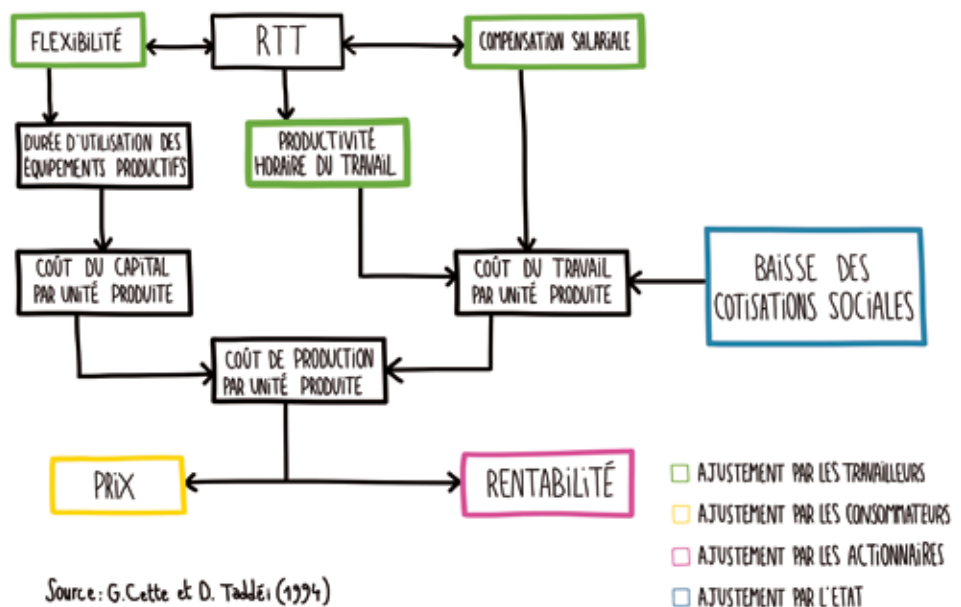 FLEXIBILITÉ
RTT
COMPENSATION SALARIALE
DURÉE D'UTILISATION DES
ÉQUIPEMENTS PRODUCTIFS
PRODUCTIVITÉ
HORAIRE DU TRAVAIL
COÛT DU CAPITAL
PAR UNITÉ PRODUITE
COÛT DU TRAVAIL
PAR UNITÉ PRODUITE
BAISSE DES
COTISATIONS SOCIALES
COÛT DE PRODUCTION
PAR UNITÉ PRODUITE
PRIX
RENTABILITÉ
AJUSTEMENT PAR LES TRAVAILLEURS
AJUSTEMENT PAR LES CONSOMMATEURS
AJUSTEMENT PAR LES ACTIONNAIRES
AJUSTEMENT PAR L'ETAT
Source: G.Cette et D. Taddéi (1994)